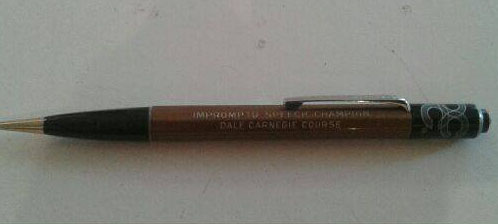 IMPROMPTU SPEECH CHAMPION
DALE CARNEGIE COURSE